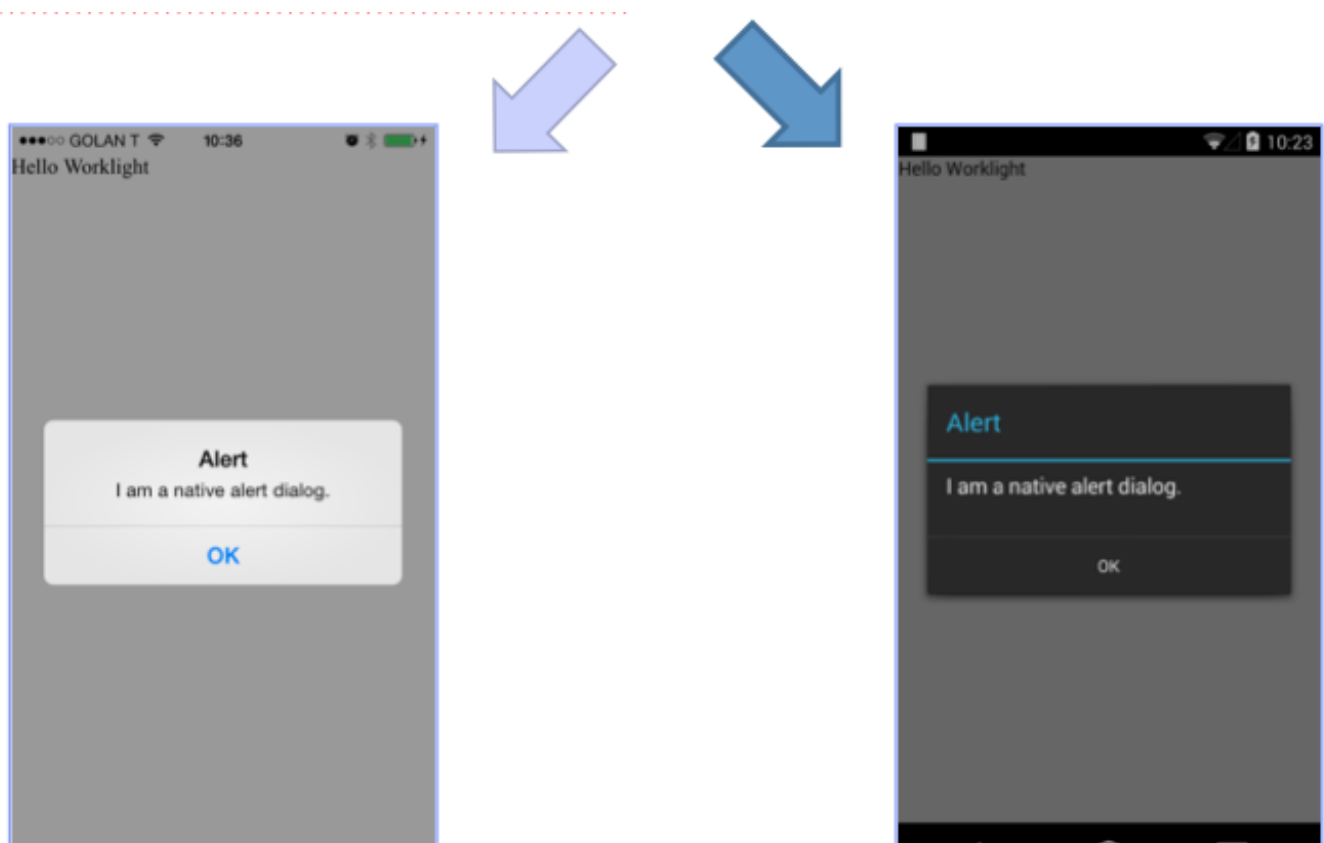 ●●●○○ GOLAN T 10:36
Hello Worklight
Alert
I am a native alert dialog.
OK
10:23
Hello Worklight
Alert
I am a native alert dialog.
OK